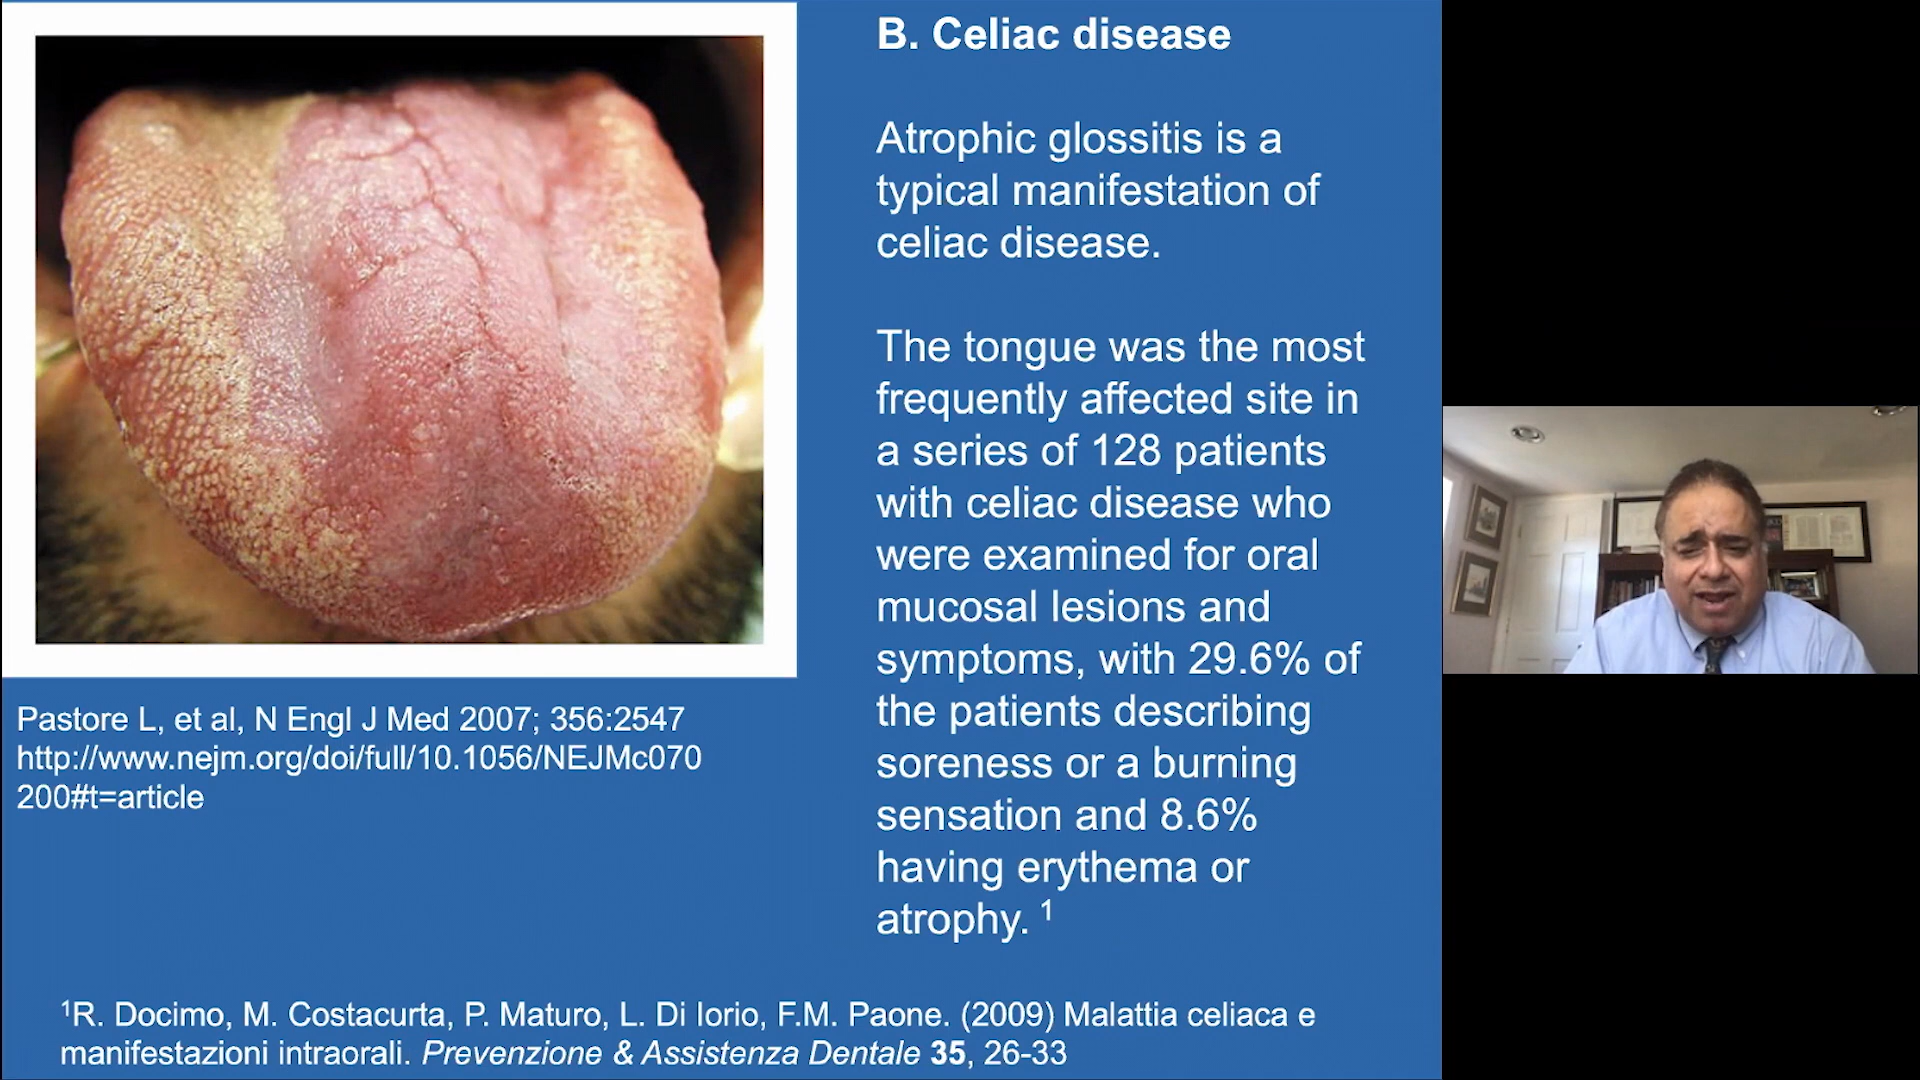 B. Celiac disease
Atrophic glossitis is a
typical manifestation of
celiac disease.
The tongue was the most
frequently affected site in
a series of 128 patients
with celiac disease who
were examined for oral
mucosal lesions and
symptoms, with 29.6% of
the patients describing
soreness or a burning
sensation and 8.6%
having erythema or
atrophy. 1
Pastore L, et al, N Engl J Med 2007; 356:2547
http://www.nejm.org/doi/full/10.1056/NEJMc070
200#t=article
1R. Docimo, M. Costacurta, P. Maturo, L. Di Iorio, F.M. Paone. (2009) Malattia celiaca e
manifestazioni intraorali. Prevenzione & Assistenza Dentale 35, 26-33